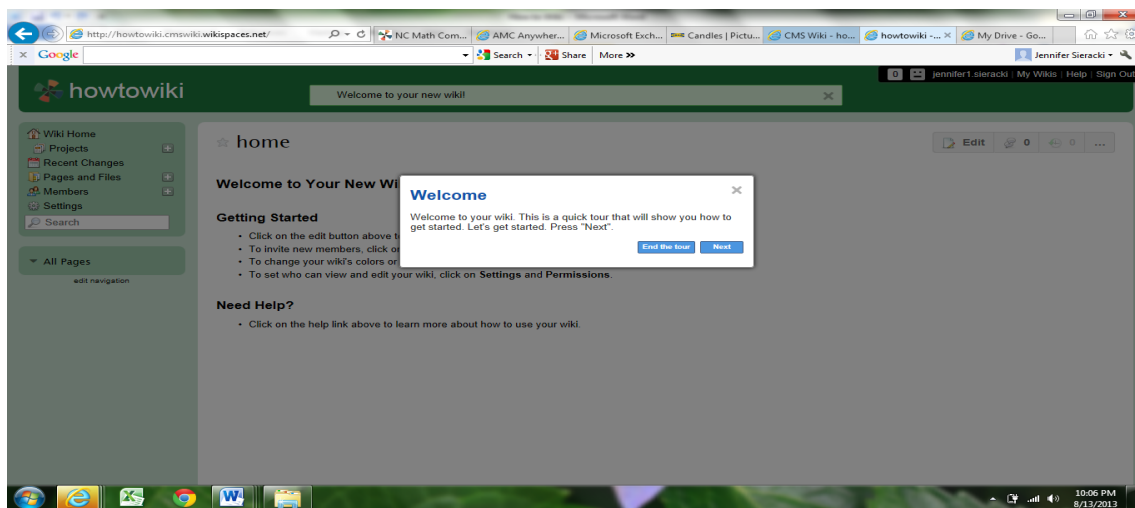 http://howtowiki.cmswiki.wikispaces.net/
NC Math Com...
AMC Anywher...
Microsoft Exch...
Candles | Pictu...
CMS Wiki - ho...
howtowiki -...
My Drive - Go...
Google
Search
Share
More
Jennifer Sieracki
howtowiki
Welcome to your new wiki!
0
jennifer1.sieracki | My Wikis | Help | Sign Out
Wiki Home
Projects
Recent Changes
Pages and Files
Members
Settings
Search
All Pages
edit navigation
home
Edit
0
0
...
Welcome to Your New Wi
Getting Started
• Click on the edit button above t
• To invite new members, click o
• To change your wiki's colors or
• To set who can view and edit your wiki, click on Settings and Permissions.
Need Help?
• Click on the help link above to learn more about how to use your wiki.
Welcome
Welcome to your wiki. This is a quick tour that will show you how to
get started. Let's get started. Press "Next".
End the tour
Next
10:06 PM
8/13/2013